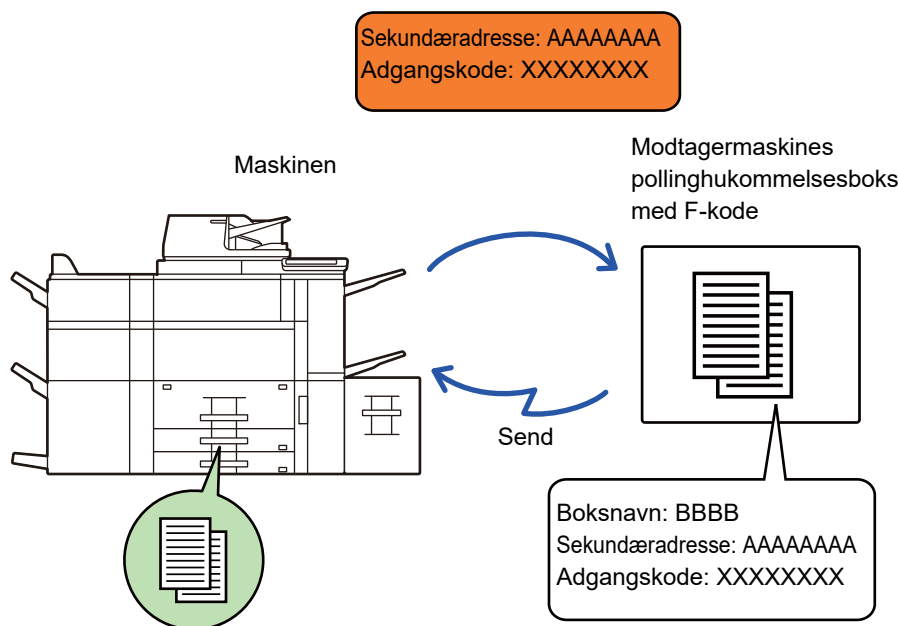 Sekundæradresse: AAAAAAAA
Adgangskode: XXXXXXXX
Maskinen
Modtagermaskines
pollinghukommelsesboks
med F-kode
Send
Boksnavn: BBBB
Sekundæradresse: AAAAAAAA
Adgangskode: XXXXXXXX